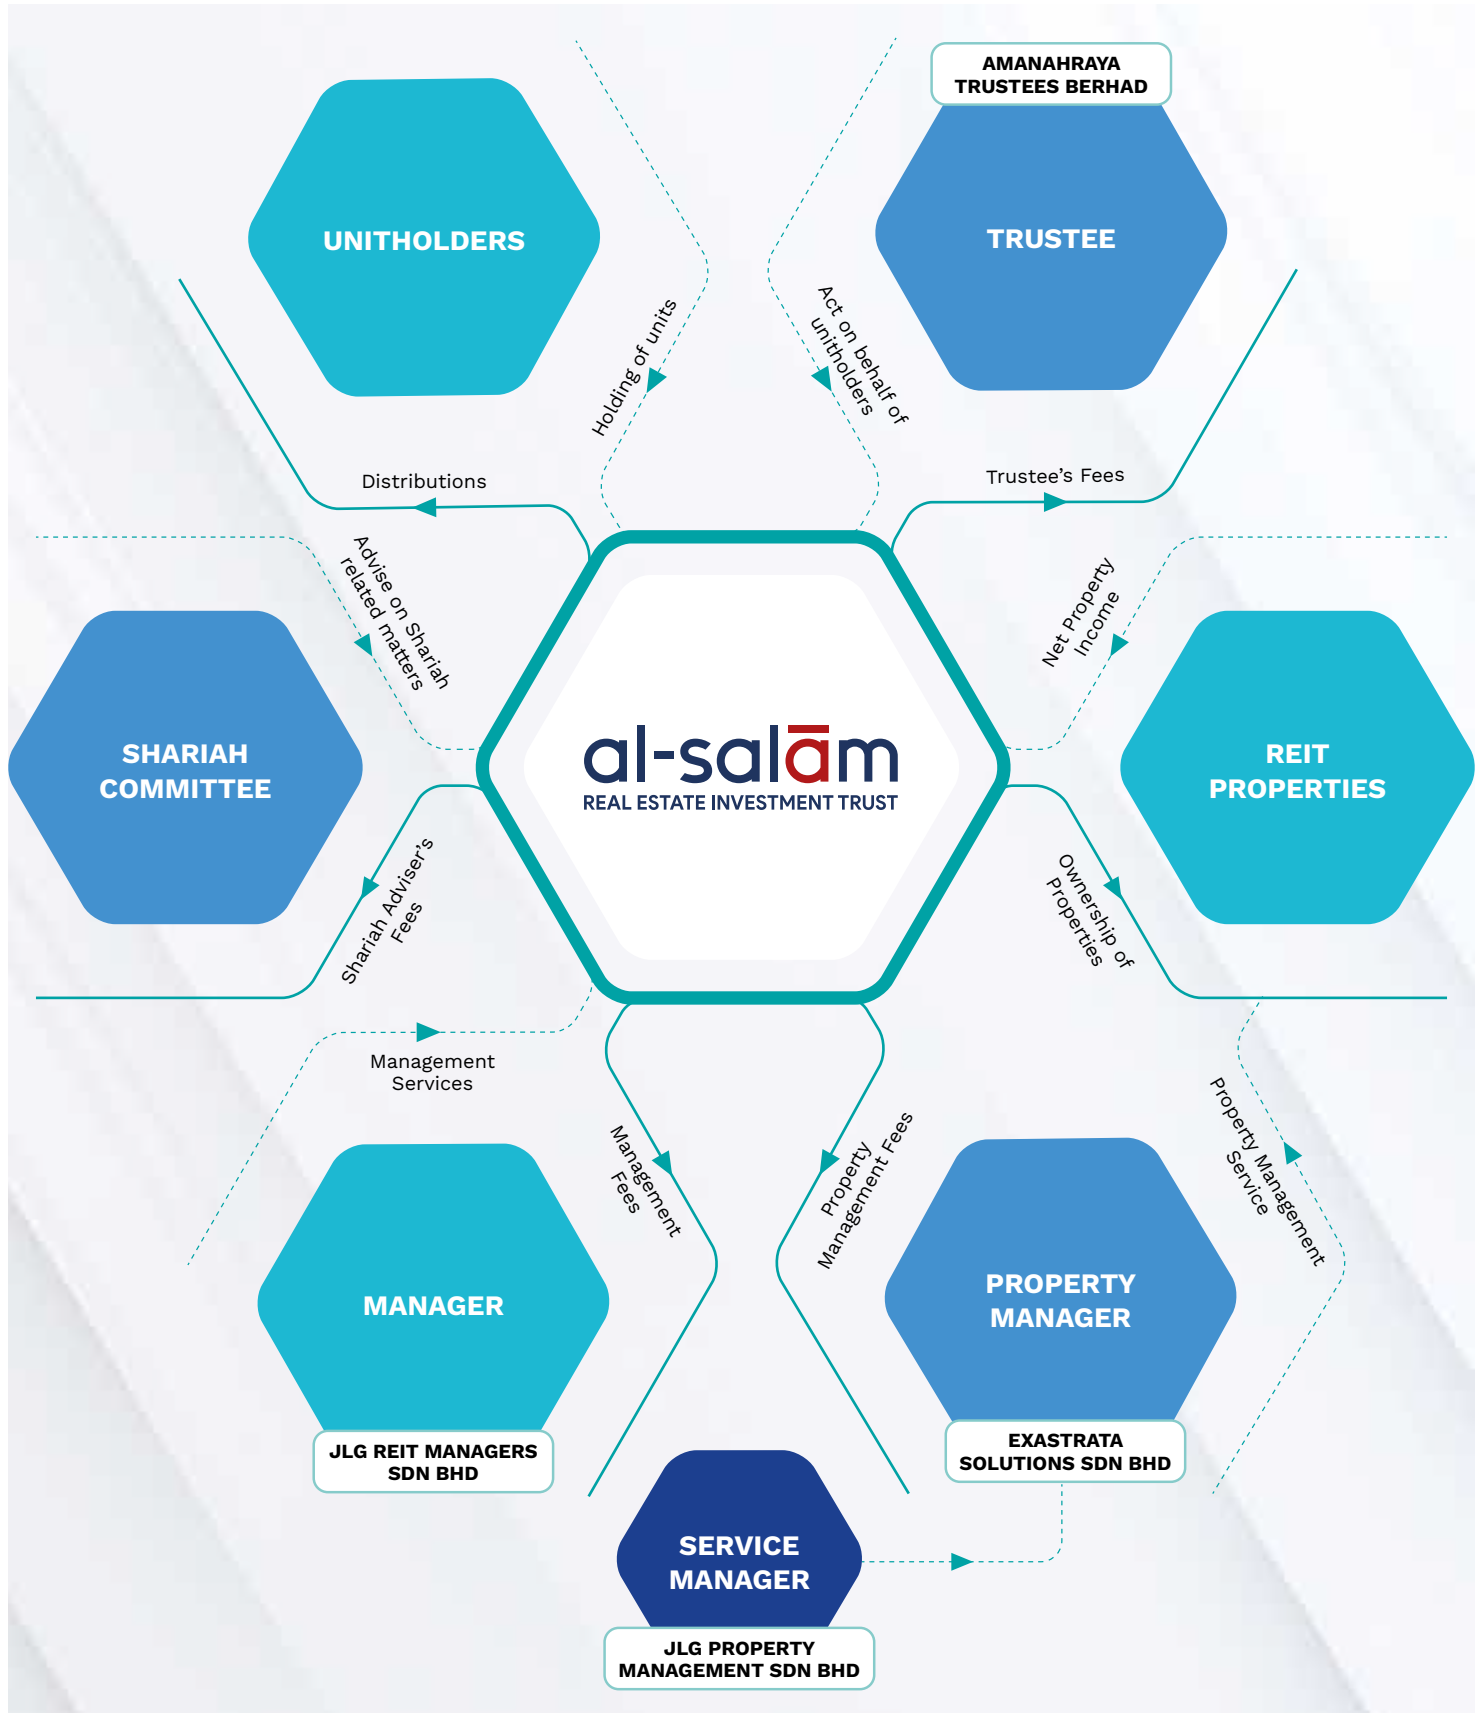 AMANAHRAYA
TRUSTEES BERHAD
UNITHOLDERS
TRUSTEE
Holding of units
Act on behalf of
unitholders
Distributions
Trustee’s Fees
Advise on Shariah
related matters
Net Property
Income
SHARIAH
COMMITTEE
al-salām
REAL ESTATE INVESTMENT TRUST
REIT
PROPERTIES
Shariah Adviser’s
Fees
Ownership of
Properties
Management
Services
Management
Fees
Property
Management Fees
Property Management
Service
MANAGER
PROPERTY
MANAGER
JLG REIT MANAGERS
SDN BHD
EXASTRATA
SOLUTIONS SDN BHD
SERVICE
MANAGER
JLG PROPERTY
MANAGEMENT SDN BHD